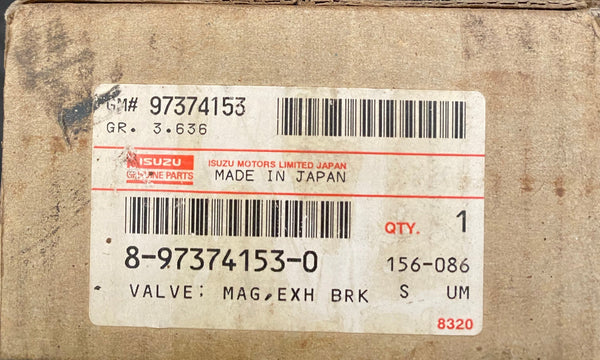 GM# 97374153
GR. 3.636
ISUZU
GENUINE PARTS
ISUZU MOTORS LIMITED JAPAN
MADE IN JAPAN
QTY. 1
8-97374153-0
156-086
VALVE; MAG,EXH BRK S UM
8320